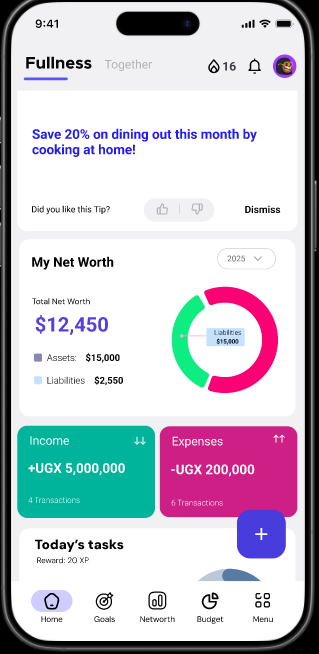 9:41
Fullness Together 16
Save 20% on dining out this month by
cooking at home!
Did you like this Tip? Dismiss
My Net Worth 2025
Total Net Worth
$12,450
Assets: $15,000
Liabilities $2,550
Liabilities
$15,000
Income
+UGX 5,000,000
4 Transactions
Expenses
-UGX 200,000
6 Transactions
Today's tasks
Reward: 20 XP
+
Home Goals Networth Budget Menu